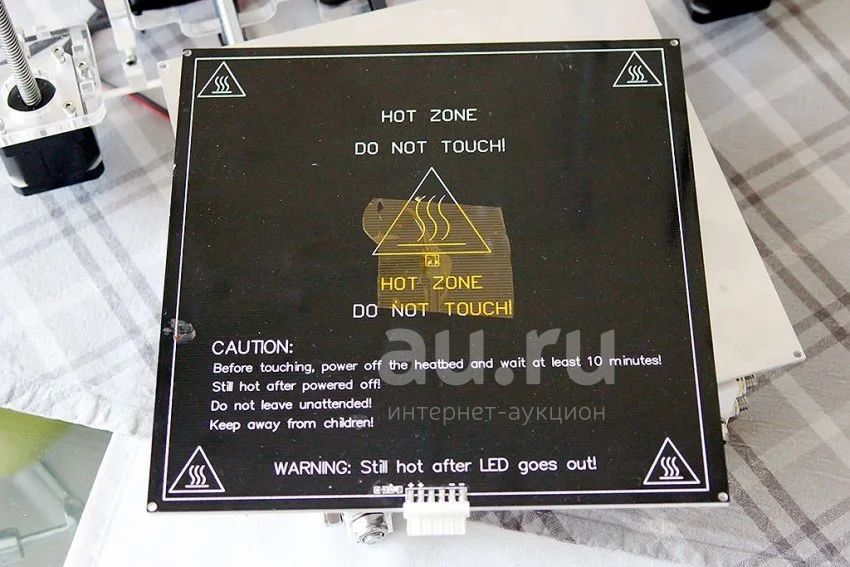 HOT ZONE
DO NOT TOUCH!
HOT ZONE
DO NOT TOUCH!
CAUTION:
Before touching, power off the heatbed and wait at least 10 minutes!
Still hot after powered off!
Do not leave unattended!
Keep away from children!
au.ru
интернет-аукцион
WARNING: Still hot after LED goes out!